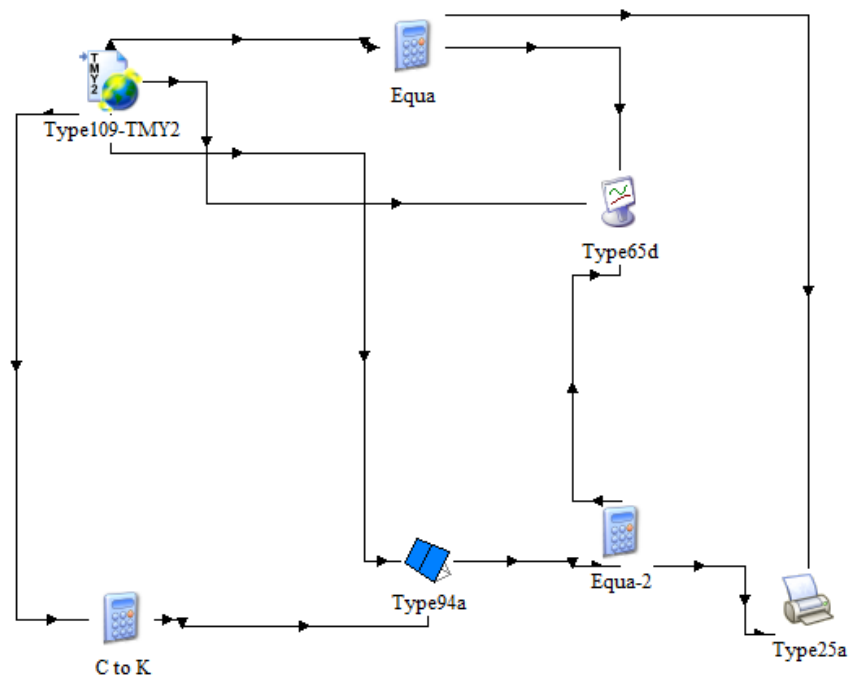 TMY2
Equa
Type109-TMY2
Type65d
Type94a
Equa-2
Type25a
C to K